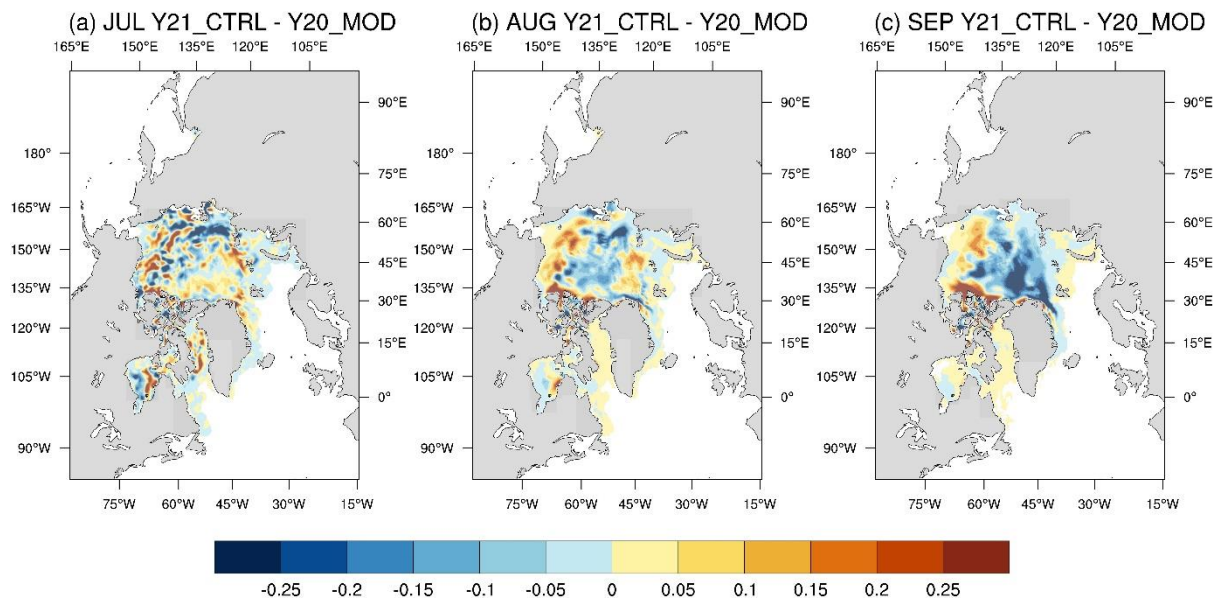 (a) JUL Y21_CTRL - Y20_MOD (b) AUG Y21_CTRL - Y20_MOD (c) SEP Y21_CTRL - Y20_MOD
165°E 150°E 135°E 120°E 105°E 165°E 150°E 135°E 120°E 105°E 165°E 150°E 135°E 120°E 105°E
90°E 90°E 90°E
180° 180° 180°
75°E 75°E 75°E
165°W 60°E 165°W 60°E 165°W 60°E
150°W 45°E 150°W 45°E 150°W 45°E
135°W 30°E 135°W 30°E 135°W 30°E
120°W 15°E 120°W 15°E 120°W 15°E
105°W 0° 105°W 0° 105°W 0°
90°W 90°W 90°W
75°W 60°W 45°W 30°W 15°W 75°W 60°W 45°W 30°W 15°W 75°W 60°W 45°W 30°W 15°W
-0.25 -0.2 -0.15 -0.1 -0.05 0 0.05 0.1 0.15 0.2 0.25